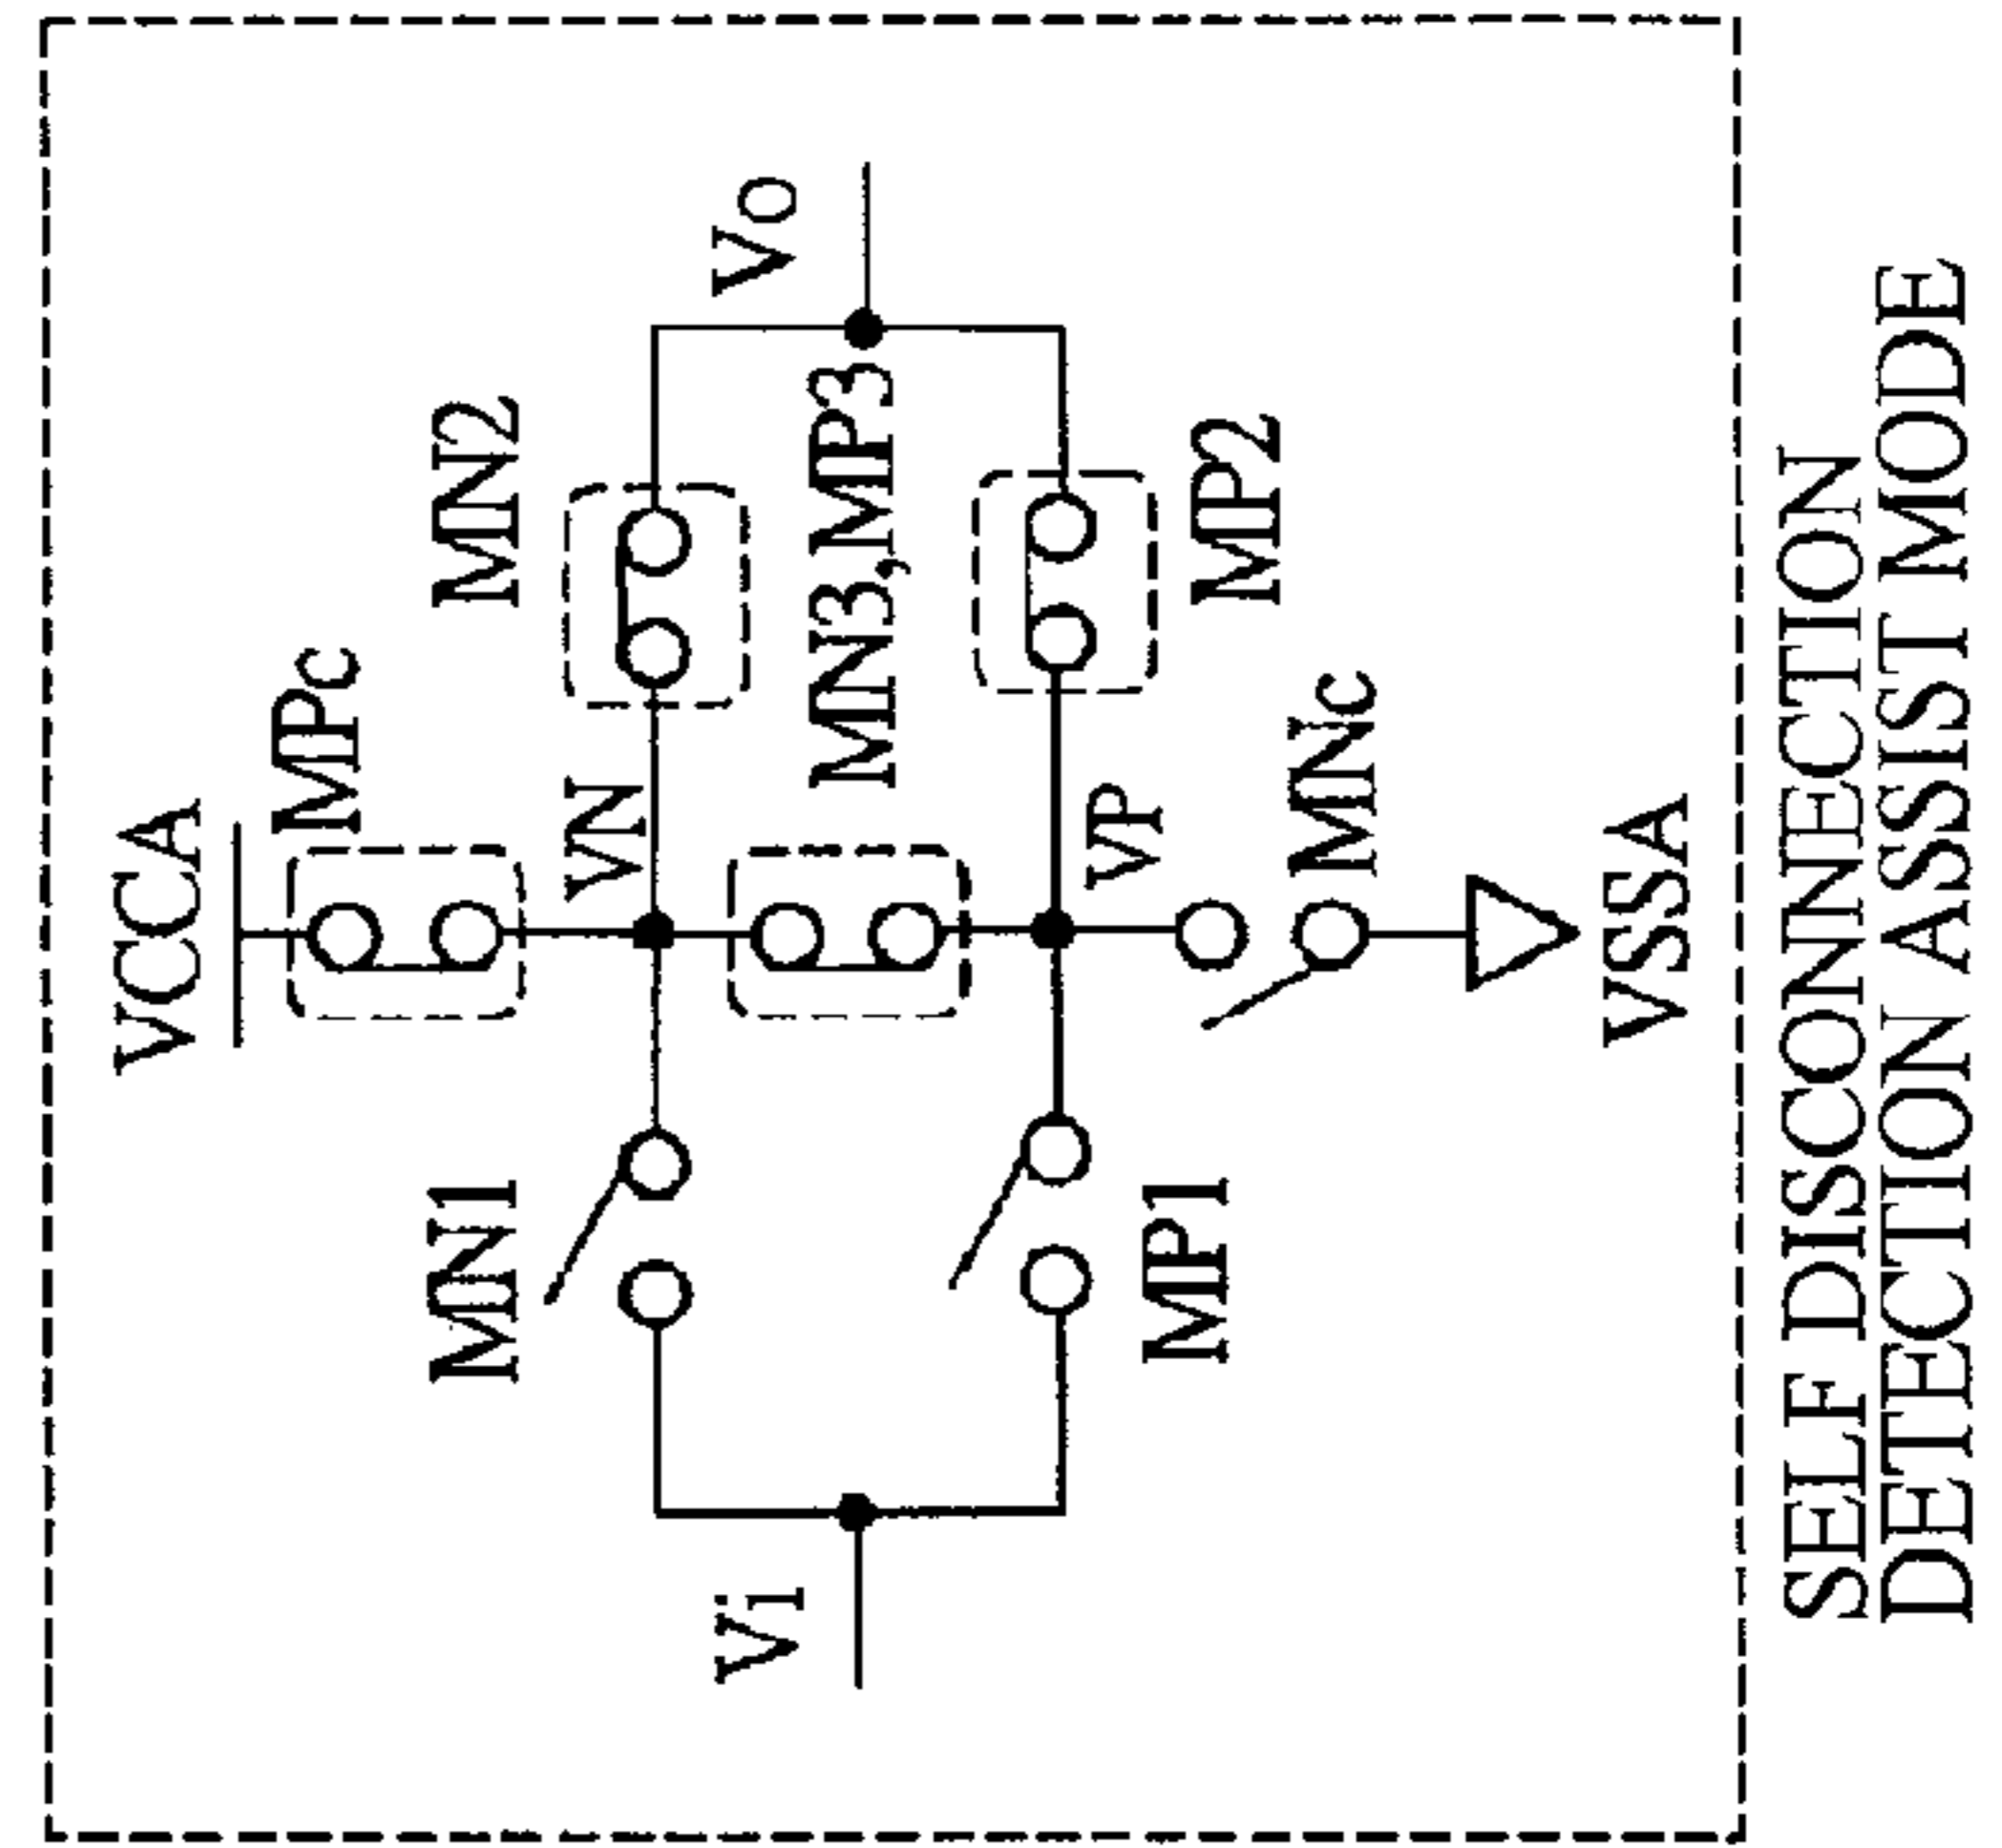 VCCA
MPc
MN1
VN
MN2
Vi
MN3,MP3
Vo
MP1
VP
MP2
MNc
VSSA
SELF DISCONNECTION
DETECTION ASSIST MODE